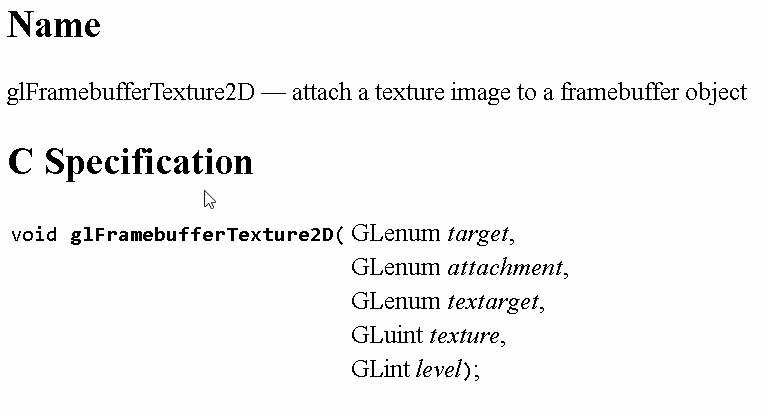 Name
glFramebufferTexture2D — attach a texture image to a framebuffer object
C Specification
void glFramebufferTexture2D( GLenum target,
GLenum attachment,
GLenum textarget,
GLuint texture,
GLint level);